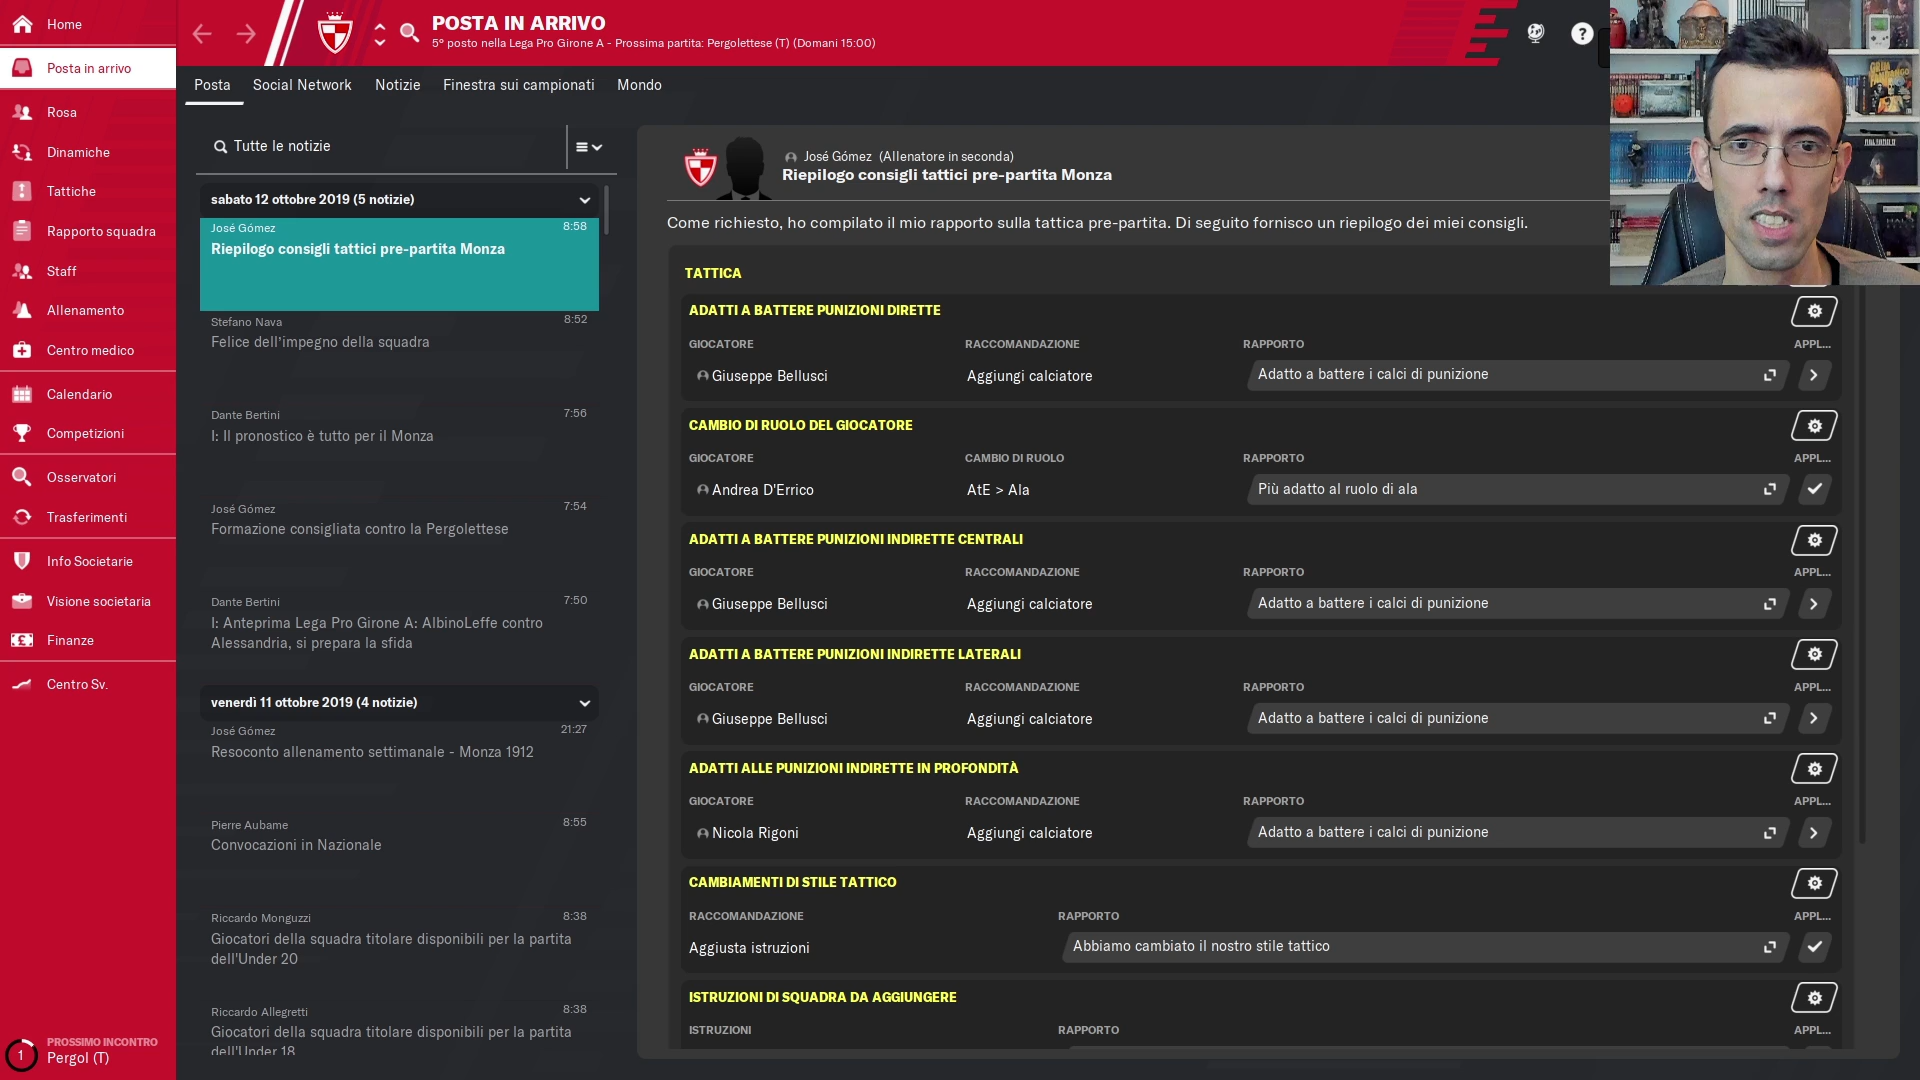 Home
Posta in arrivo
Rosa
Dinamiche
Tattiche
Rapporto squadra
Staff
Allenamento
Centro medico
Calendario
Competizioni
Osservatori
Trasferimenti
Info Societarie
Visione societaria
Finanze
Centro Sv.
1
PROSSIMO INCONTRO
Pergol (T)
POSTA IN ARRIVO
5° posto nella Lega Pro Girone A - Prossima partita: Pergolettese (T) (Domani 15:00)
?
Posta Social Network Notizie Finestra sui campionati Mondo
Tutte le notizie
sabato 12 ottobre 2019 (5 notizie)
José Gómez 8:58
Riepilogo consigli tattici pre-partita Monza
Stefano Nava 8:52
Felice dell'impegno della squadra
Dante Bertini 7:56
I: Il pronostico è tutto per il Monza
José Gómez 7:54
Formazione consigliata contro la Pergolettese
Dante Bertini 7:50
I: Anteprima Lega Pro Girone A: AlbinoLeffe contro
Alessandria, si prepara la sfida
venerdì 11 ottobre 2019 (4 notizie)
José Gómez 21:27
Resoconto allenamento settimanale - Monza 1912
Pierre Aubame 8:55
Convocazioni in Nazionale
Riccardo Monguzzi 8:38
Giocatori della squadra titolare disponibili per la partita
dell'Under 20
Riccardo Allegretti 8:38
Giocatori della squadra titolare disponibili per la partita
dell'Under 18
José Gómez (Allenatore in seconda)
Riepilogo consigli tattici pre-partita Monza
Come richiesto, ho compilato il mio rapporto sulla tattica pre-partita. Di seguito fornisco un riepilogo dei miei consigli.
TATTICA
ADATTI A BATTERE PUNIZIONI DIRETTE
GIOCATORE RACCOMANDAZIONE RAPPORTO APPL...
Giuseppe Bellusci Aggiungi calciatore Adatto a battere i calci di punizione
CAMBIO DI RUOLO DEL GIOCATORE
GIOCATORE CAMBIO DI RUOLO RAPPORTO APPL...
Andrea D'Errico AtE > Ala Più adatto al ruolo di ala
ADATTI A BATTERE PUNIZIONI INDIRETTE CENTRALI
GIOCATORE RACCOMANDAZIONE RAPPORTO APPL...
Giuseppe Bellusci Aggiungi calciatore Adatto a battere i calci di punizione
ADATTI A BATTERE PUNIZIONI INDIRETTE LATERALI
GIOCATORE RACCOMANDAZIONE RAPPORTO APPL...
Giuseppe Bellusci Aggiungi calciatore Adatto a battere i calci di punizione
ADATTI ALLE PUNIZIONI INDIRETTE IN PROFONDITÀ
GIOCATORE RACCOMANDAZIONE RAPPORTO APPL...
Nicola Rigoni Aggiungi calciatore Adatto a battere i calci di punizione
CAMBIAMENTI DI STILE TATTICO
RACCOMANDAZIONE RAPPORTO APPL...
Aggiusta istruzioni Abbiamo cambiato il nostro stile tattico
ISTRUZIONI DI SQUADRA DA AGGIUNGERE
ISTRUZIONI RAPPORTO APPL...
GRIM
FANDANGO